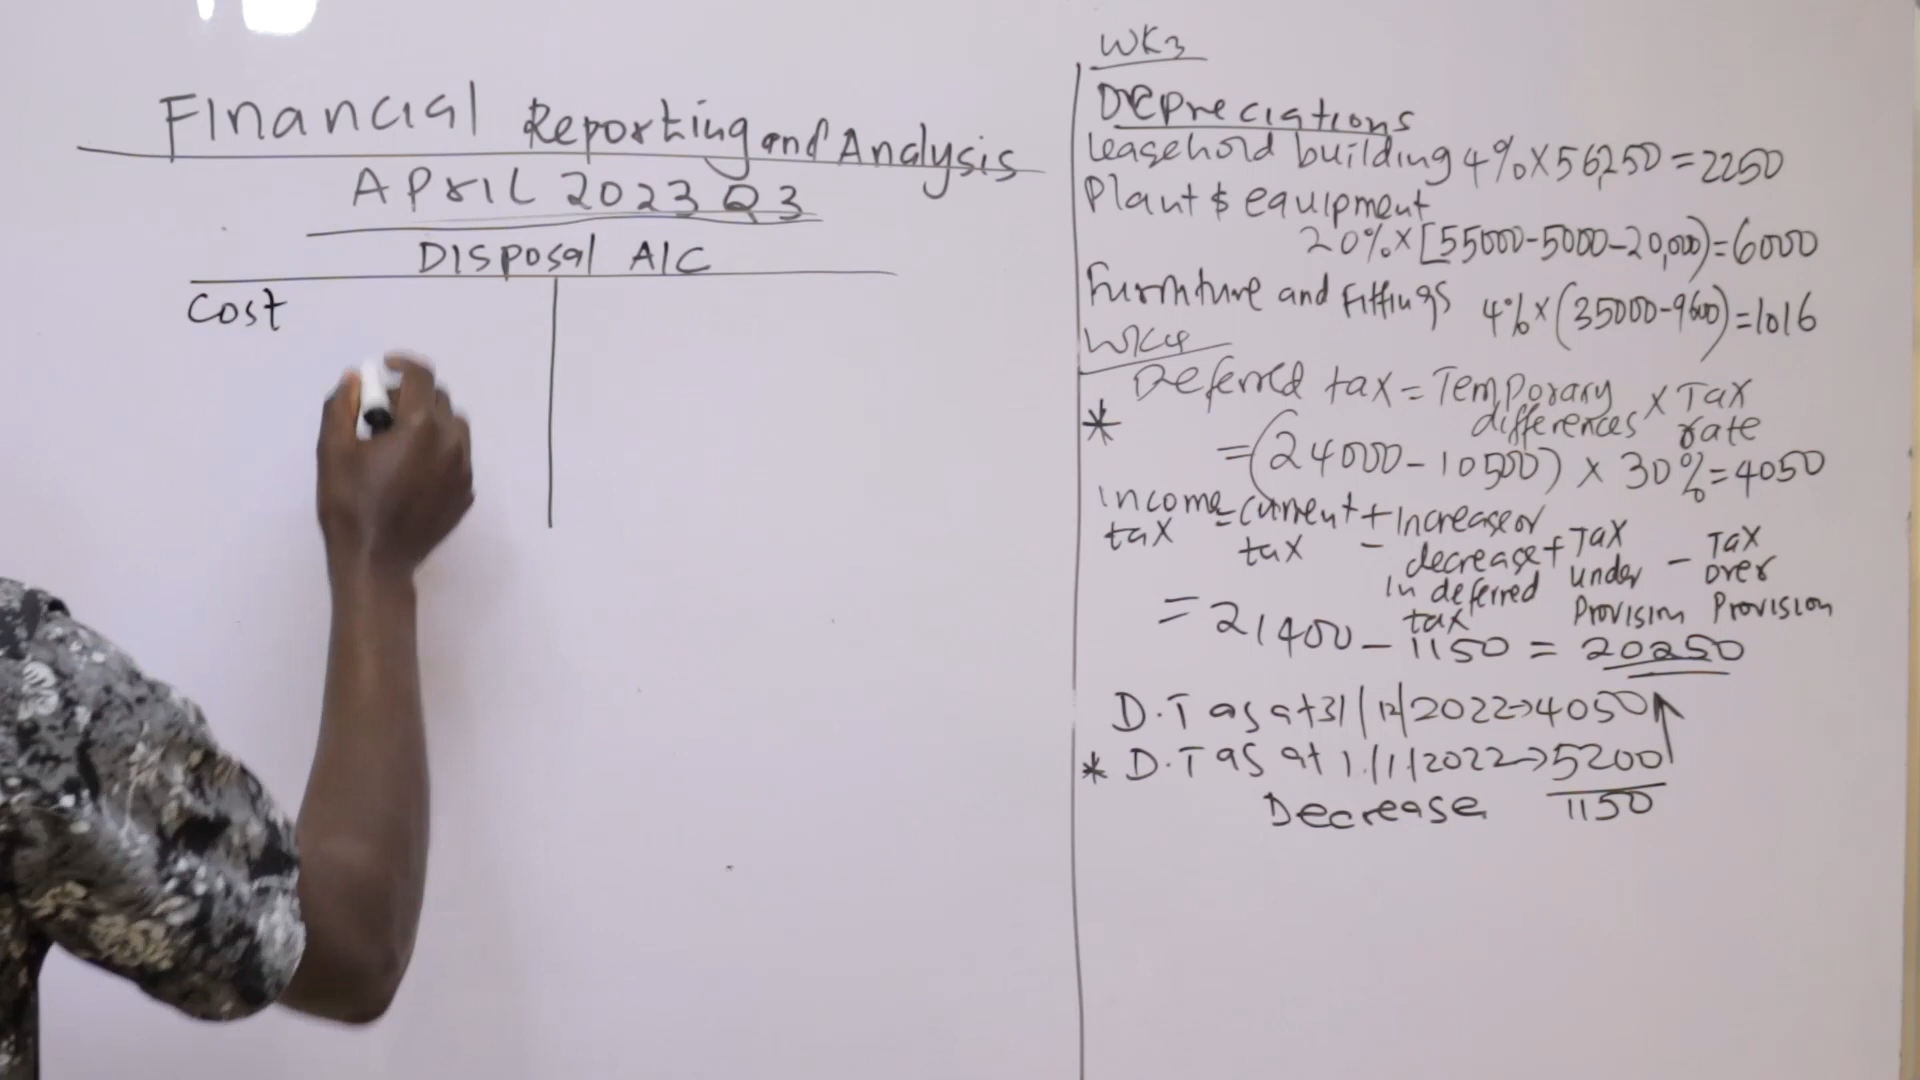 Financial Reporting and Analysis
APRIL 2023 Q3
Disposal A/C
Cost
WK3
Depreciations
Leasehord building 4% X 56,250 = 2250
Plant $ equipment
20% X [55000-5000-20,000) = 6000
Furniture and Fittings 4% X (35000-9600) = 1016
WK4
* Deferred tax = Temporary differences X Tax rate
= (24000-10500) X 30% = 4050
Income tax = current tax + - Increase or decrease in deferred tax + Tax under Provision - Tax over Provision
= 21400 - 1150 = 20250
D.T as at 31/12/2022 → 4050
* D.T as at 1/1/2022 → 5200
Decrease 1150